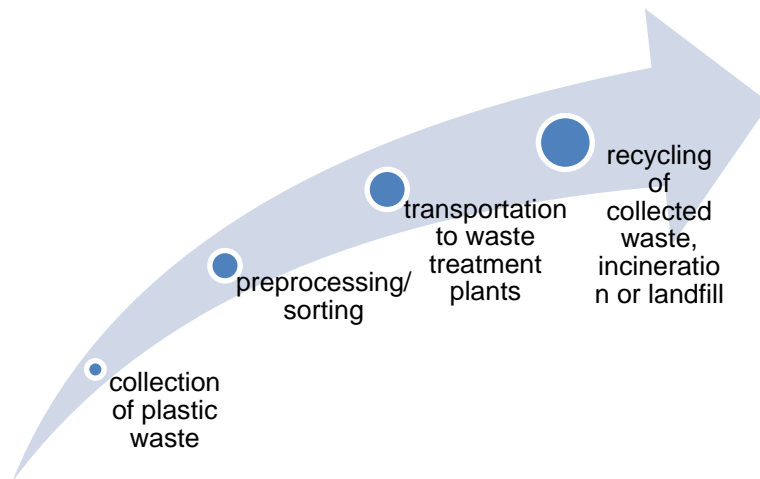 collection
of plastic
waste
preprocessing/
sorting
transportation
to waste
treatment
plants
recycling
of
collected
waste,
incineratio
n or landfill